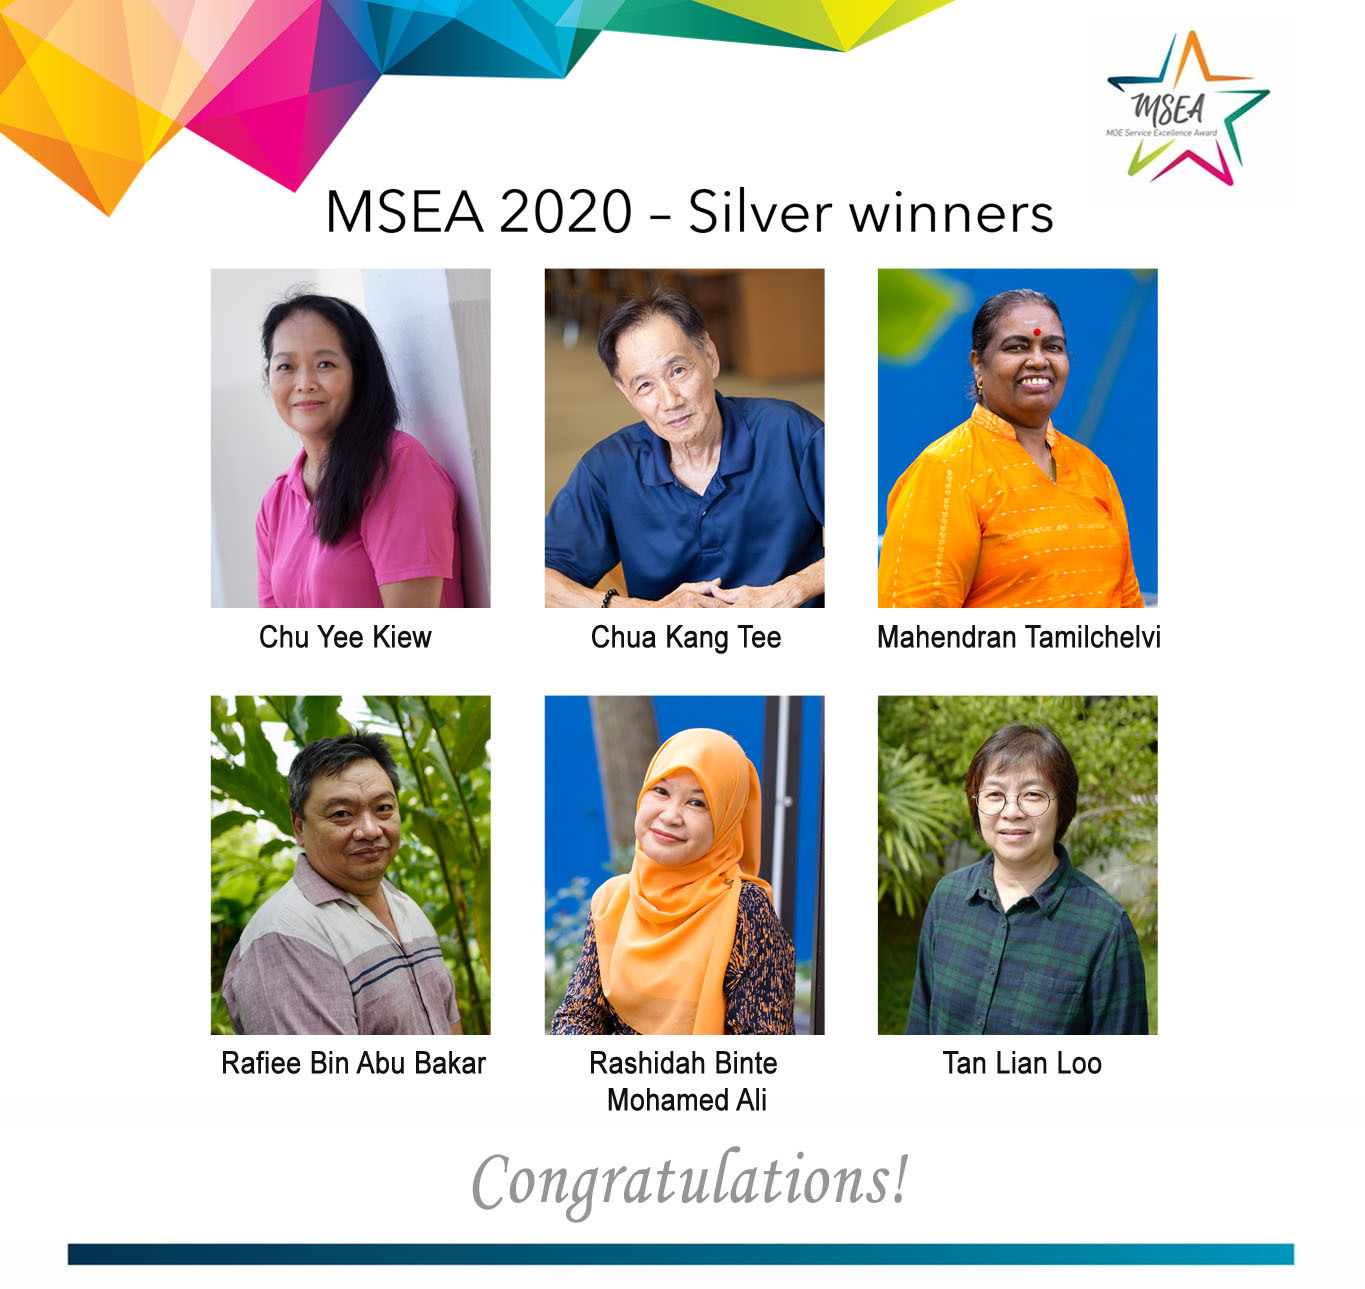 MSEA
MOE Service Excellence Award
MSEA 2020 – Silver winners
Chu Yee Kiew
Chua Kang Tee
Mahendran Tamilchelvi
Rafiee Bin Abu Bakar
Rashidah Binte
Mohamed Ali
Tan Lian Loo
Congratulations!